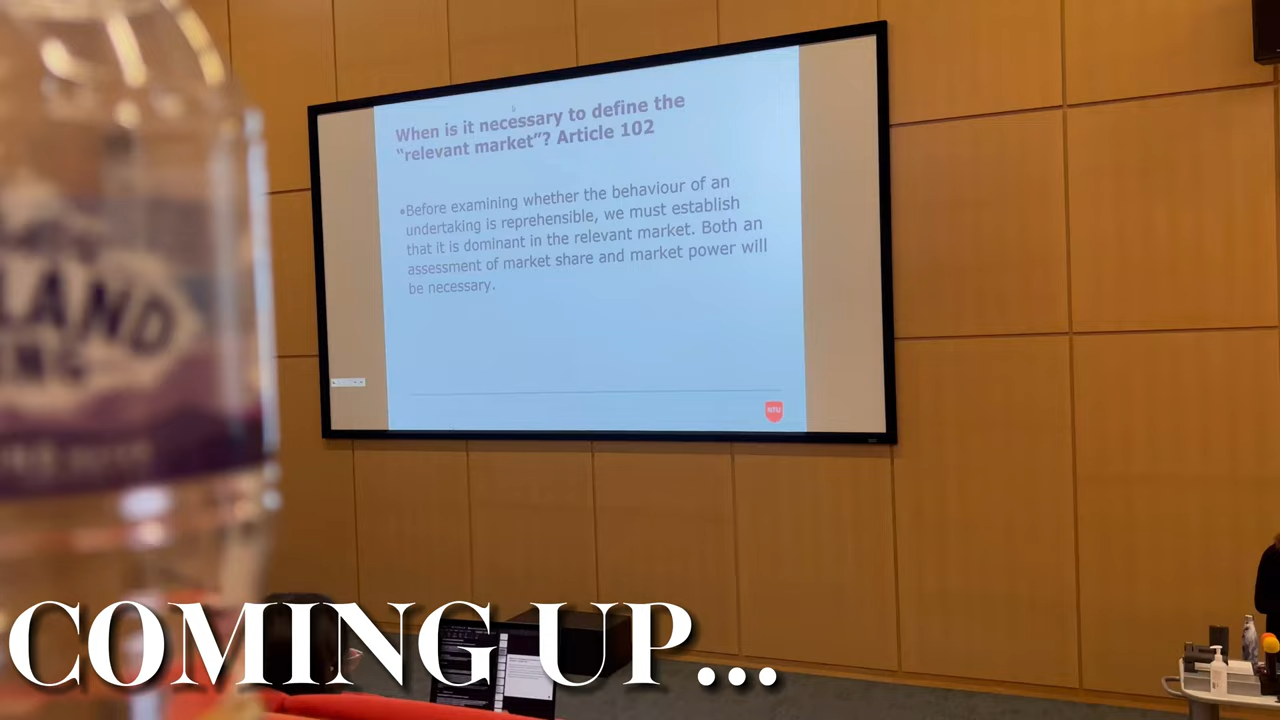 When is it necessary to define the
“relevant market”? Article 102
•Before examining whether the behaviour of an
undertaking is reprehensible, we must establish
that it is dominant in the relevant market. Both an
assessment of market share and market power will
be necessary.
NTU
LAND
COMING UP...